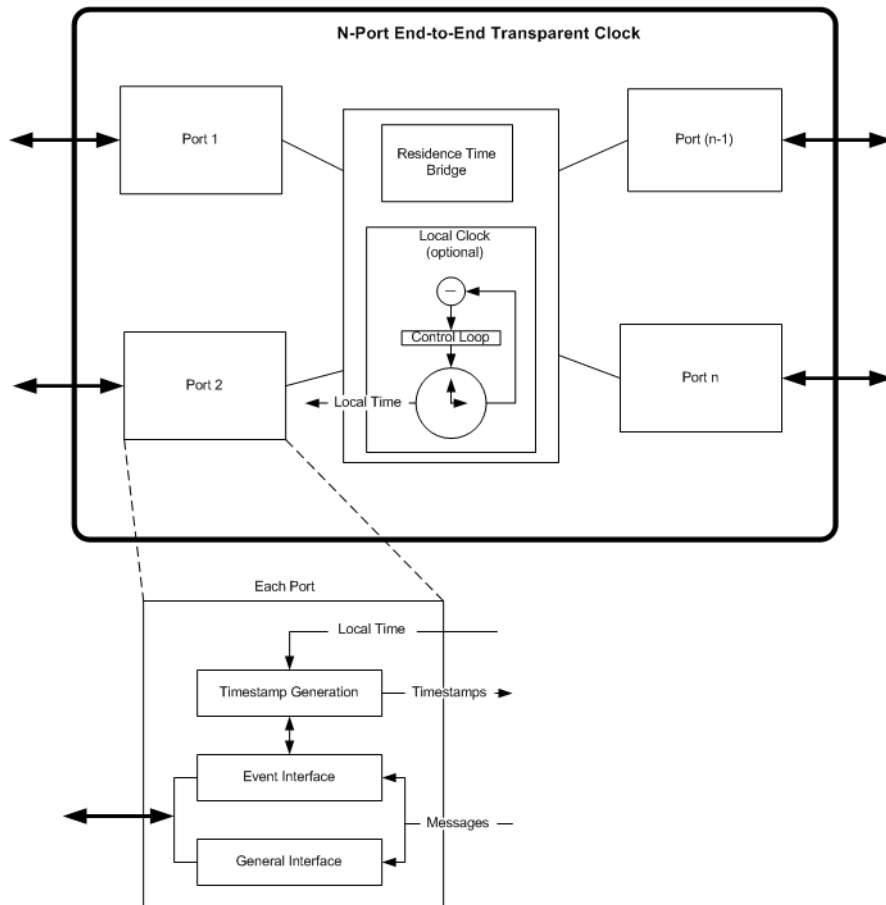 N-Port End-to-End Transparent Clock
Port 1
Port (n-1)
Residence Time
Bridge
Local Clock
(optional)
Control Loop
Local Time
Port 2
Port n
Each Port
Local Time
Timestamp Generation
Timestamps
Event Interface
Messages
General Interface